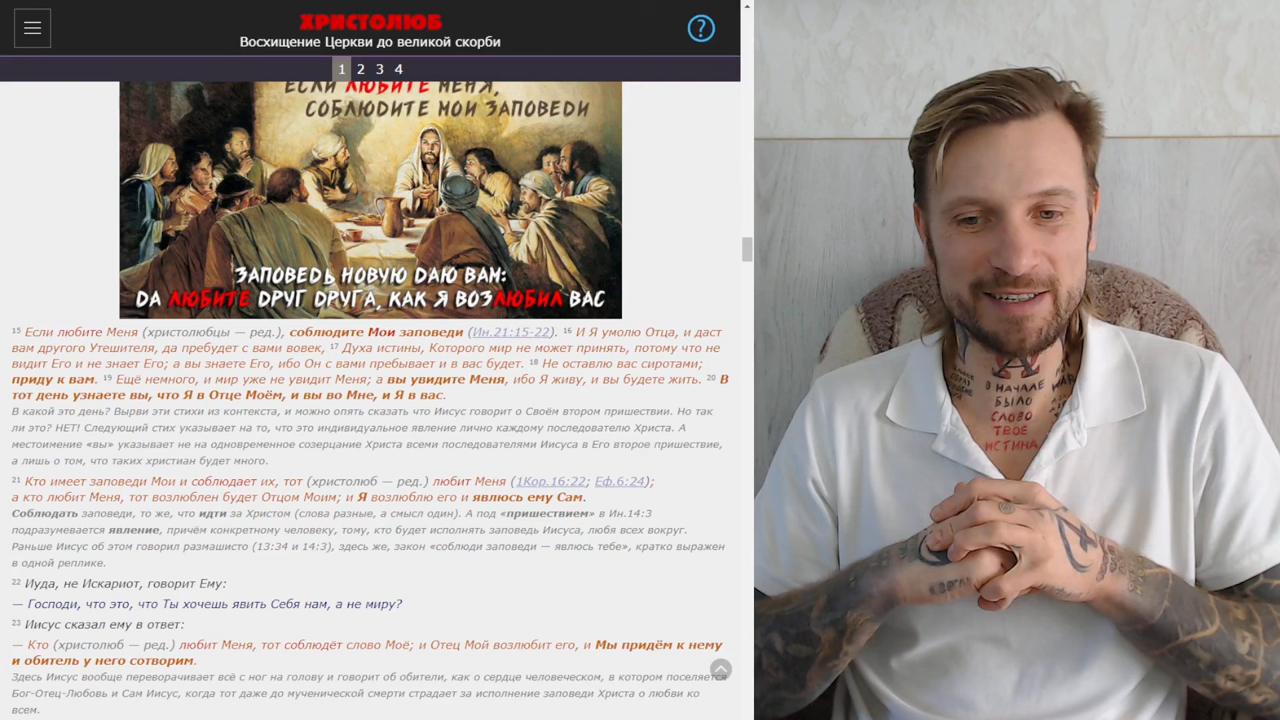 ХРИСТОЛЮБ
Восхищение Церкви до великой скорби
?
1 2 3 4
ЕСЛИ ЛЮБИТЕ МЕНЯ,
СОБЛЮДИТЕ МОИ ЗАПОВЕДИ
ЗАПОВЕДЬ НОВУЮ ДАЮ ВАМ:
ДА ЛЮБИТЕ ДРУГ ДРУГА, КАК Я ВОЗЛЮБИЛ ВАС
15 Если любите Меня (христолюбцы — ред.), соблюдите Мои заповеди (Ин.21:15-22). 16 И Я умолю Отца, и даст
вам другого Утешителя, да пребудет с вами вовек, 17 Духа истины, Которого мир не может принять, потому что не
видит Его и не знает Его; а вы знаете Его, ибо Он с вами пребывает и в вас будет. 18 Не оставлю вас сиротами;
приду к вам. 19 Ещё немного, и мир уже не увидит Меня; а вы увидите Меня, ибо Я живу, и вы будете жить. 20 В
тот день узнаете вы, что Я в Отце Моём, и вы во Мне, и Я в вас.
В какой это день? Вырви эти стихи из контекста, и можно опять сказать что Иисус говорит о Своём втором пришествии. Но так
ли это? НЕТ! Следующий стих указывает на то, что это индивидуальное явление лично каждому последователю Христа. А
местоимение «вы» указывает не на одновременное созерцание Христа всеми последователями Иисуса в Его второе пришествие,
а лишь о том, что таких христиан будет много.
21 Кто имеет заповеди Мои и соблюдает их, тот (христолюб — ред.) любит Меня (1Кор.16:22; Еф.6:24);
а кто любит Меня, тот возлюблен будет Отцом Моим; и Я возлюблю его и явлюсь ему Сам.
Соблюдать заповеди, то же, что идти за Христом (слова разные, а смысл один). А под «пришествием» в Ин.14:3
подразумевается явление, причём конкретному человеку, тому, кто будет исполнять заповедь Иисуса, любя всех вокруг.
Раньше Иисус об этом говорил размашисто (13:34 и 14:3), здесь же, закон «соблюди заповеди — явлюсь тебе», кратко выражен
в одной реплике.
22 Иуда, не Искариот, говорит Ему:
— Господи, что это, что Ты хочешь явить Себя нам, а не миру?
23 Иисус сказал ему в ответ:
— Кто (христолюб — ред.) любит Меня, тот соблюдёт слово Моё; и Отец Мой возлюбит его, и Мы придём к нему
и обитель у него сотворим.
Здесь Иисус вообще переворачивает всё с ног на голову и говорит об обители, как о сердце человеческом, в котором поселяется
Бог-Отец-Любовь и Сам Иисус, когда тот даже до мученической смерти страдает за исполнение заповеди Христа о любви ко
всем.
В НАЧАЛЕ
БЫЛО
СЛОВО
ТВОЕ
ИСТИНА